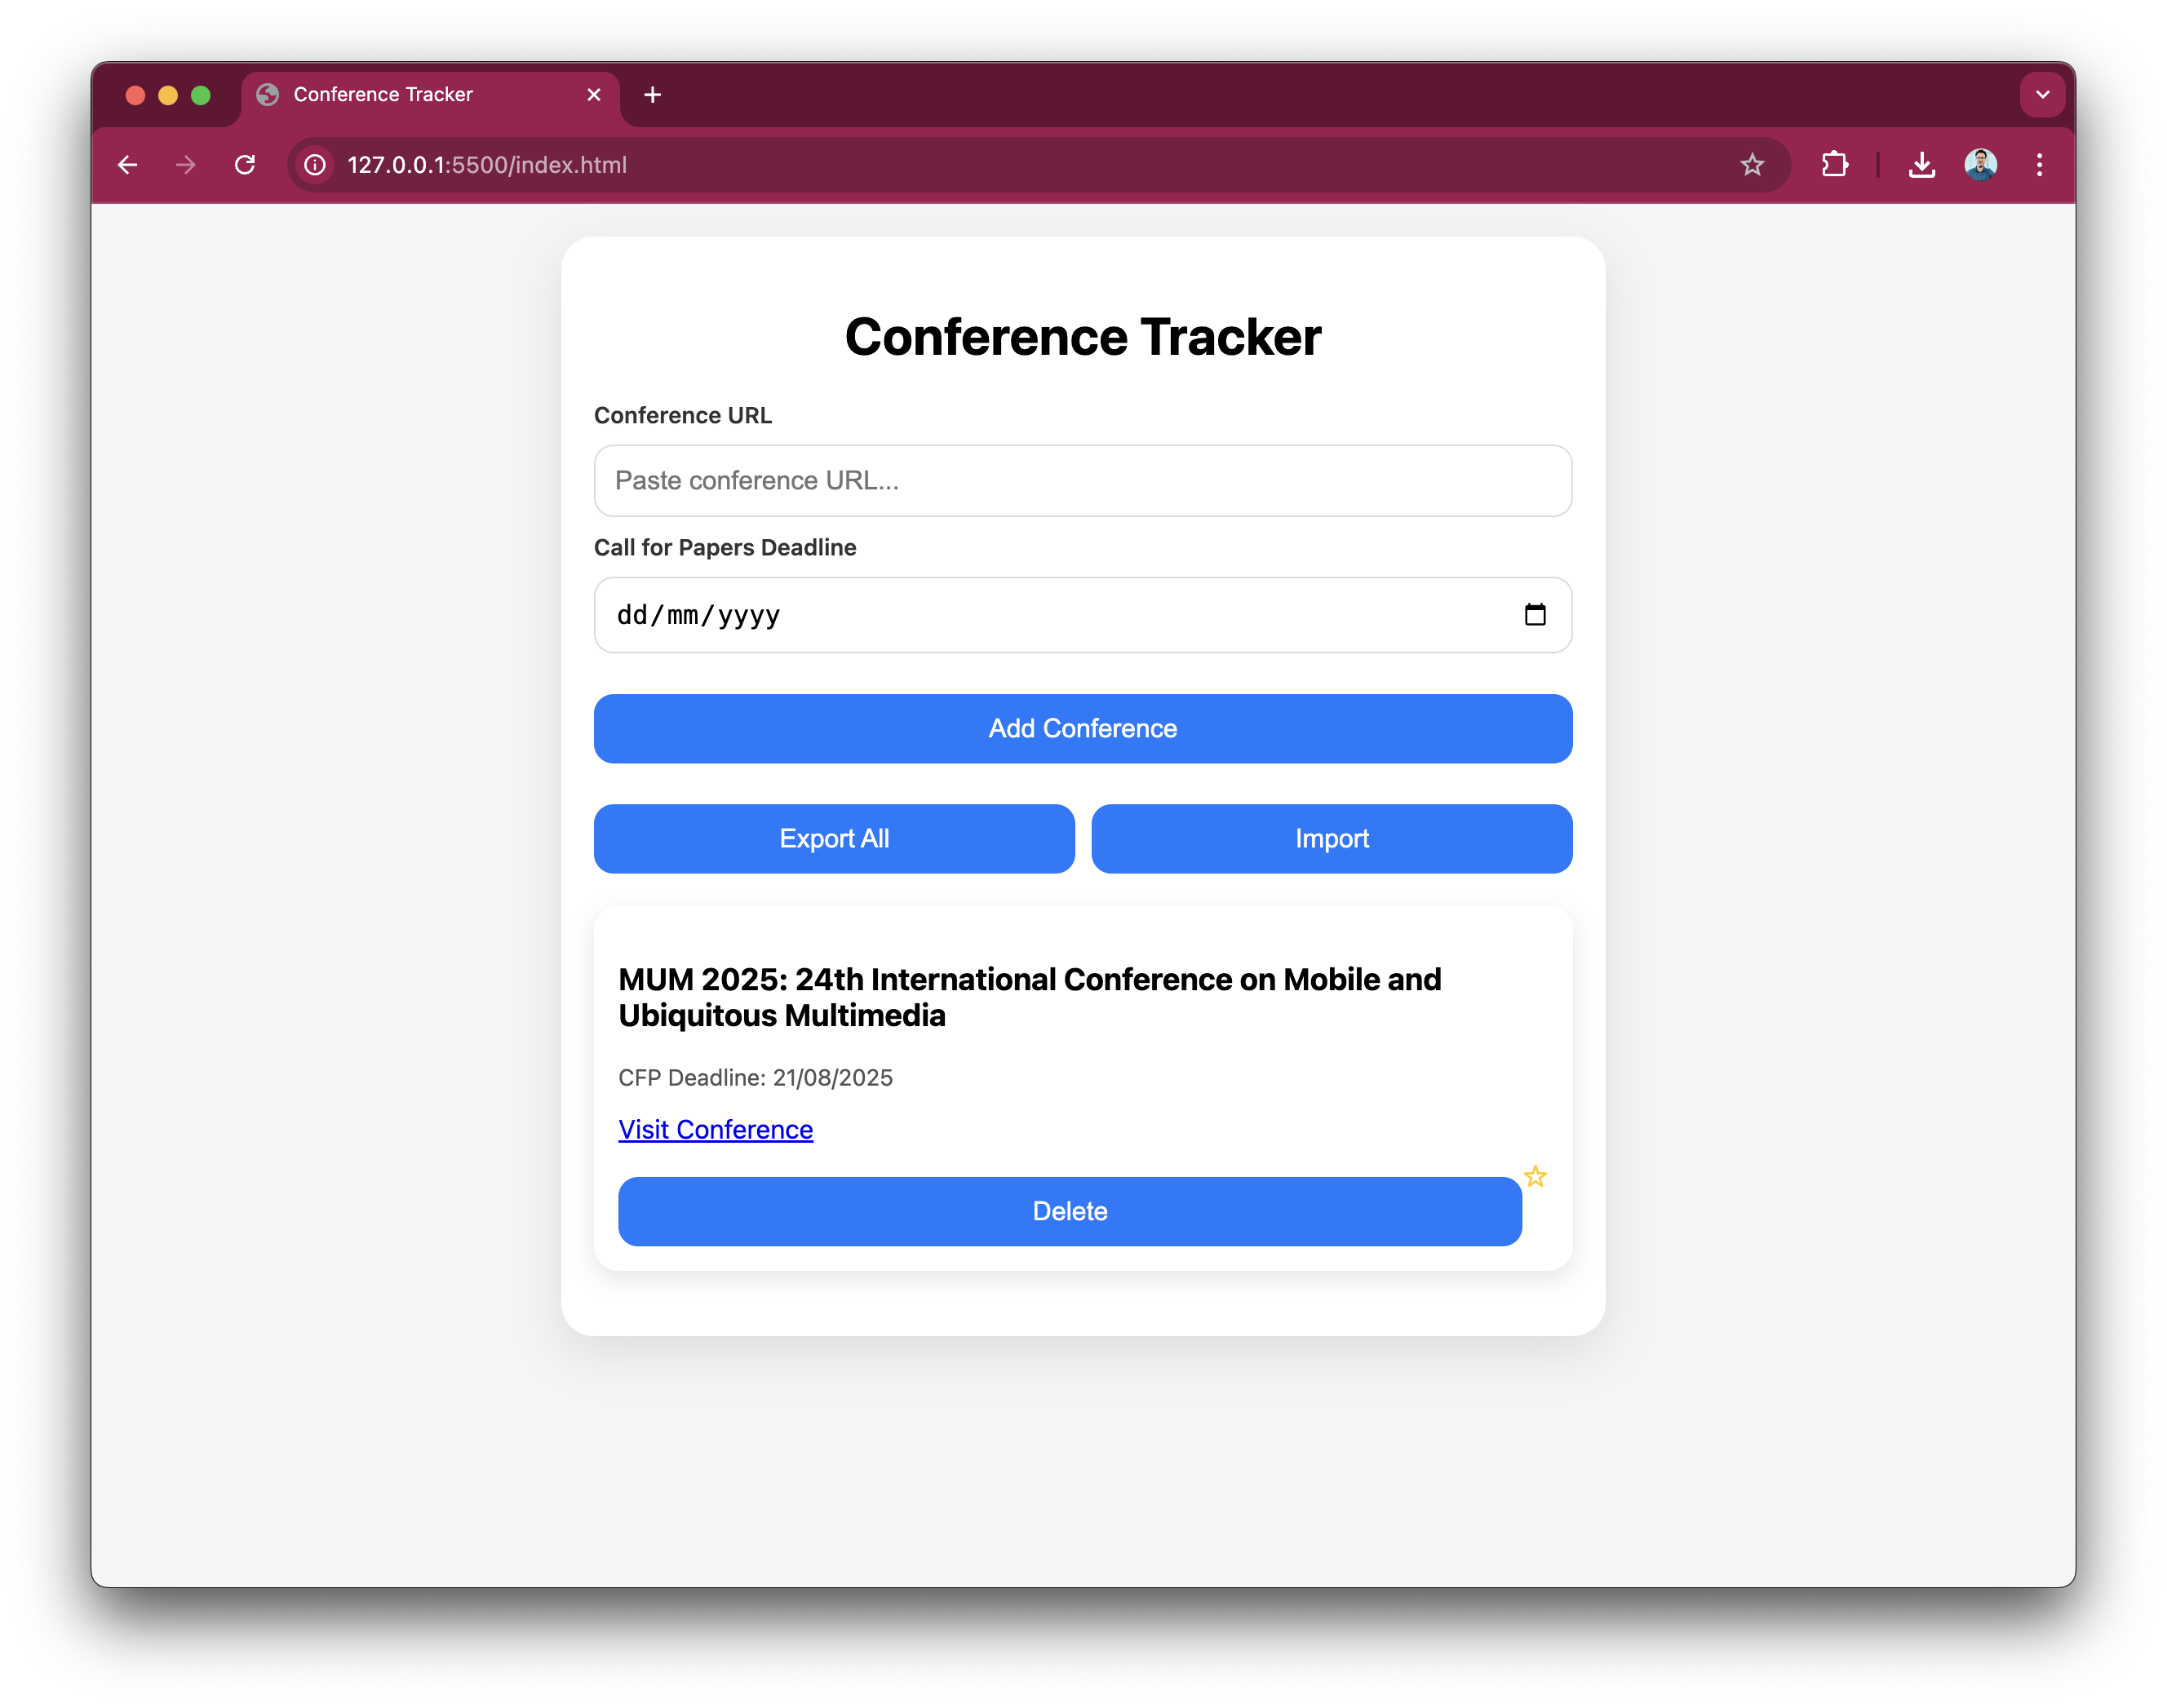 Conference Tracker
127.0.0.1:5500/index.html
Conference Tracker
Conference URL
Paste conference URL...
Call for Papers Deadline
dd/mm/yyyy
Add Conference
Export All
Import
MUM 2025: 24th International Conference on Mobile and
Ubiquitous Multimedia
CFP Deadline: 21/08/2025
Visit Conference
Delete